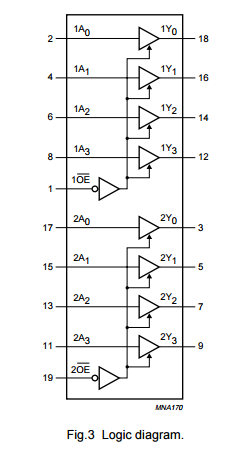 2 1A0 1Y0 18
4 1A1 1Y1 16
6 1A2 1Y2 14
8 1A3 1Y3 12
1 1O̅E̅
17 2A0 2Y0 3
15 2A1 2Y1 5
13 2A2 2Y2 7
11 2A3 2Y3 9
19 2O̅E̅
MNA170
Fig.3 Logic diagram.